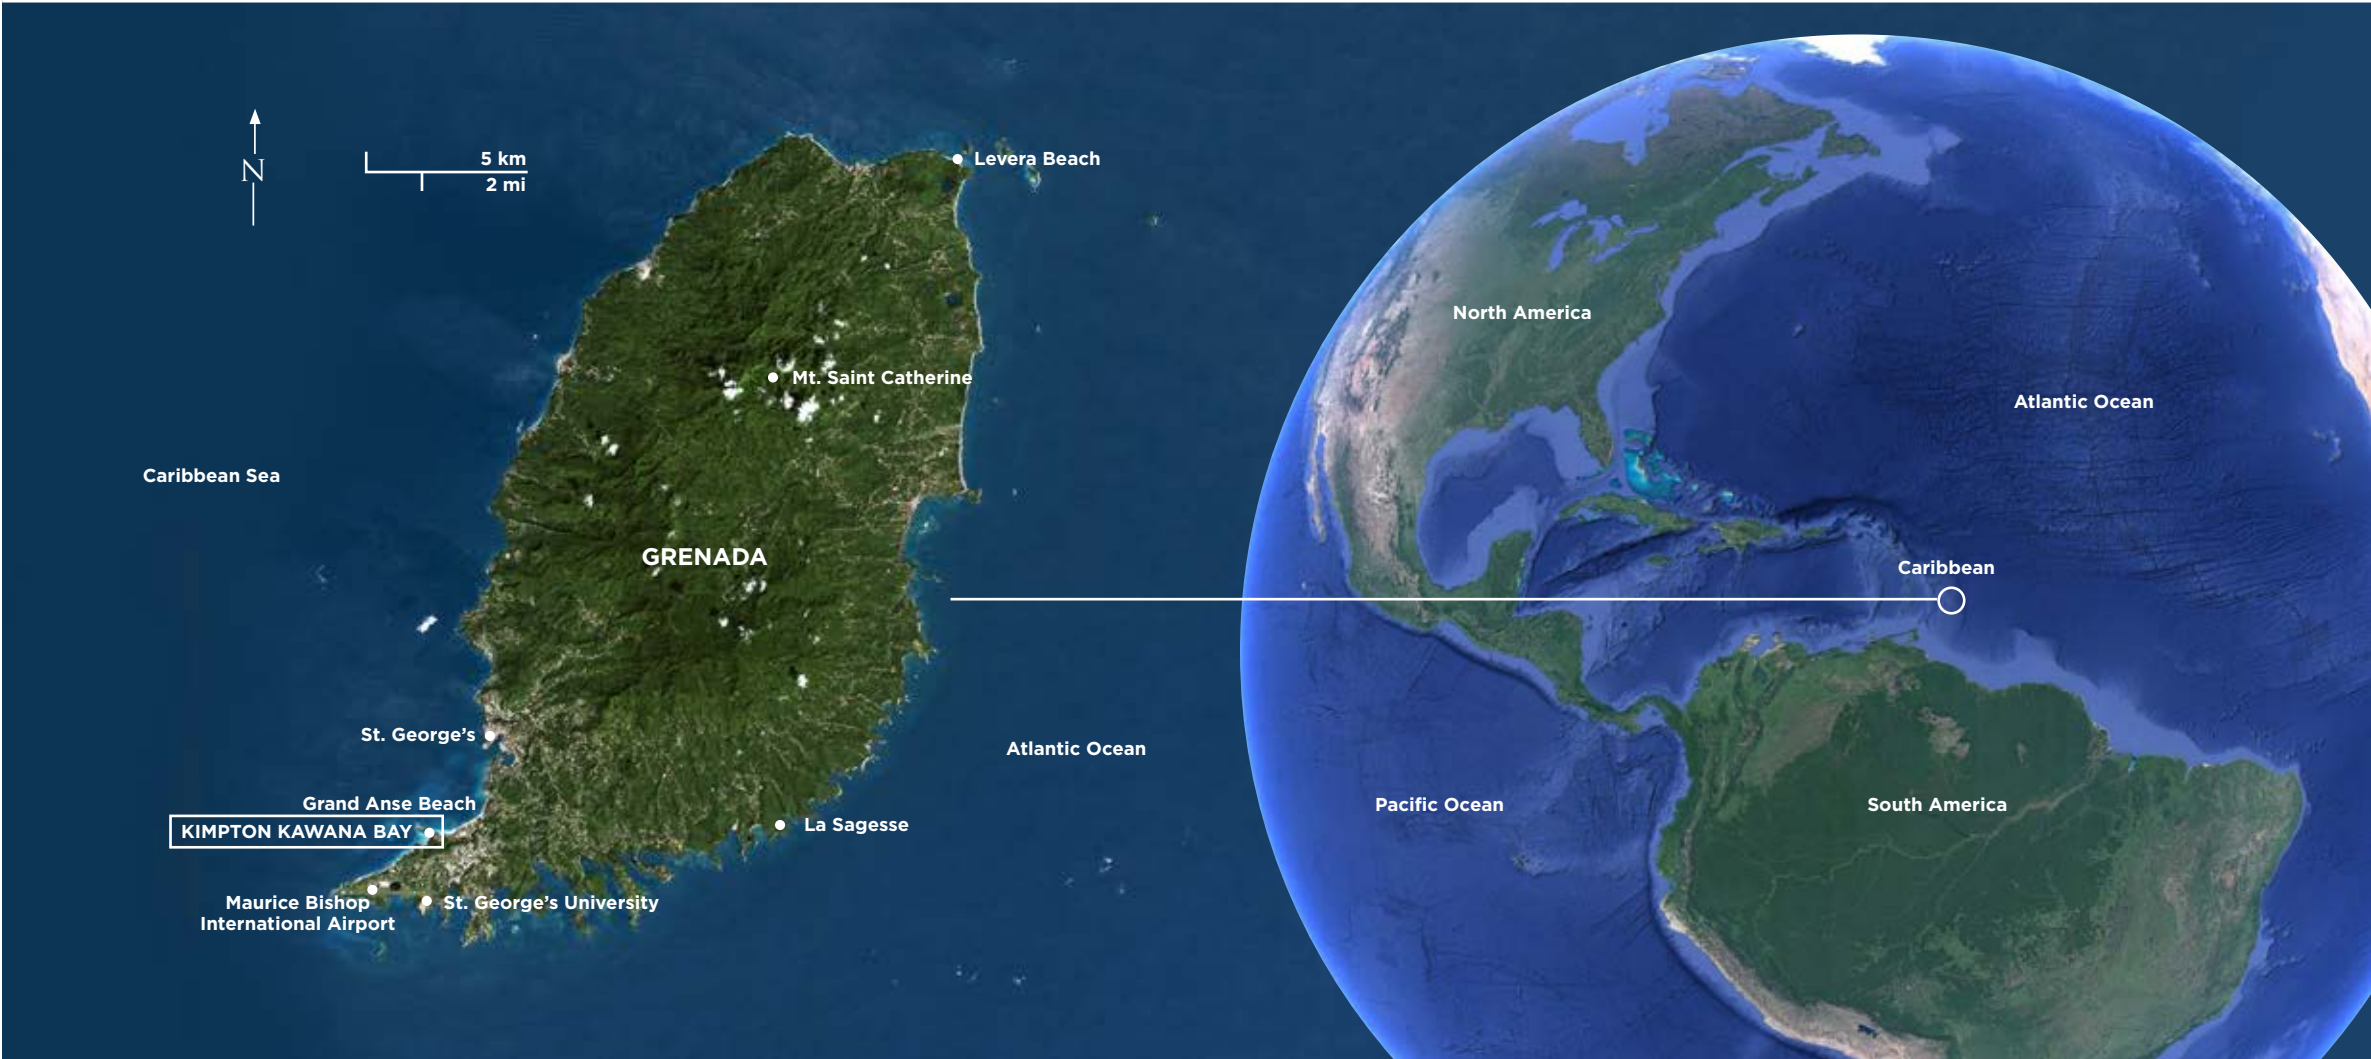 N
5 km
2 mi
Levera Beach
Mt. Saint Catherine
Caribbean Sea
GRENADA
St. George's
Atlantic Ocean
Grand Anse Beach
KIMPTON KAWANA BAY
La Sagesse
Maurice Bishop
International Airport
St. George's University
North America
Atlantic Ocean
Caribbean
Pacific Ocean
South America